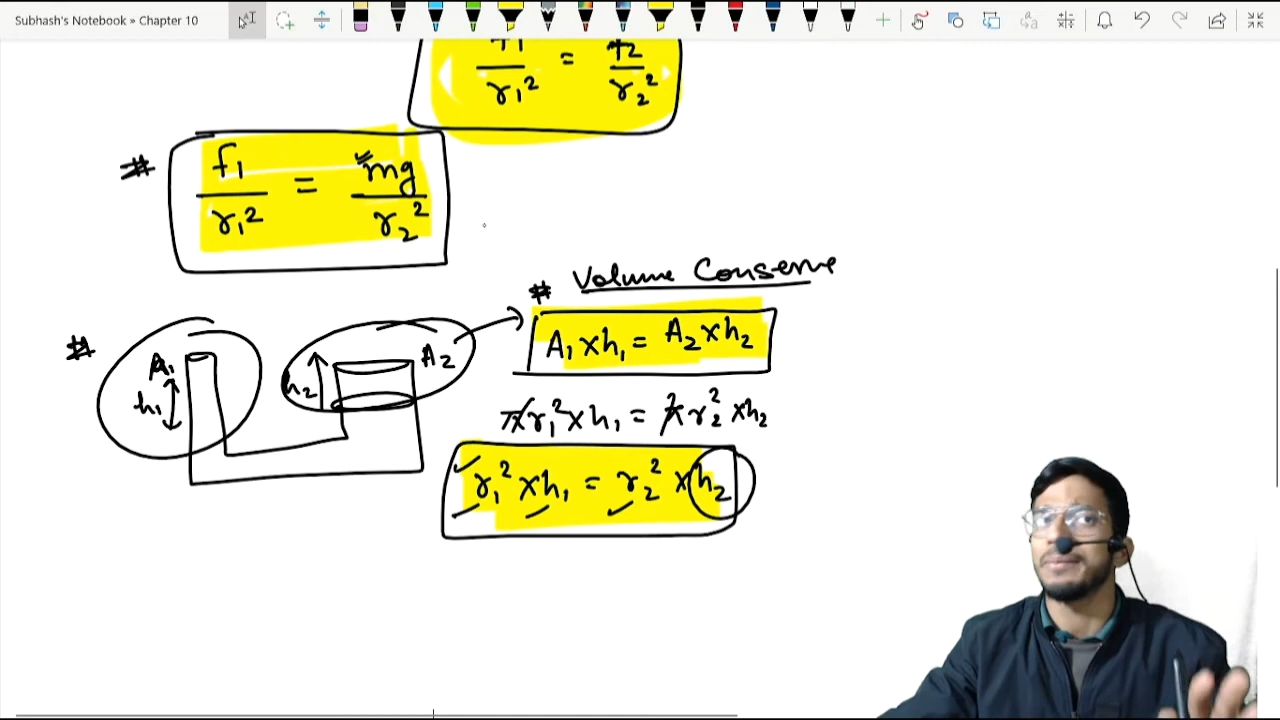 Subhash's Notebook » Chapter 10
f1/r1² = f2/r2²
# f1/r1² = mg/r2²
# Volume Conserve
A1 × h1 = A2 × h2
# A1 h1 h2 A2
πr1² × h1 = πr2² × h2
r1² × h1 = r2² × h2